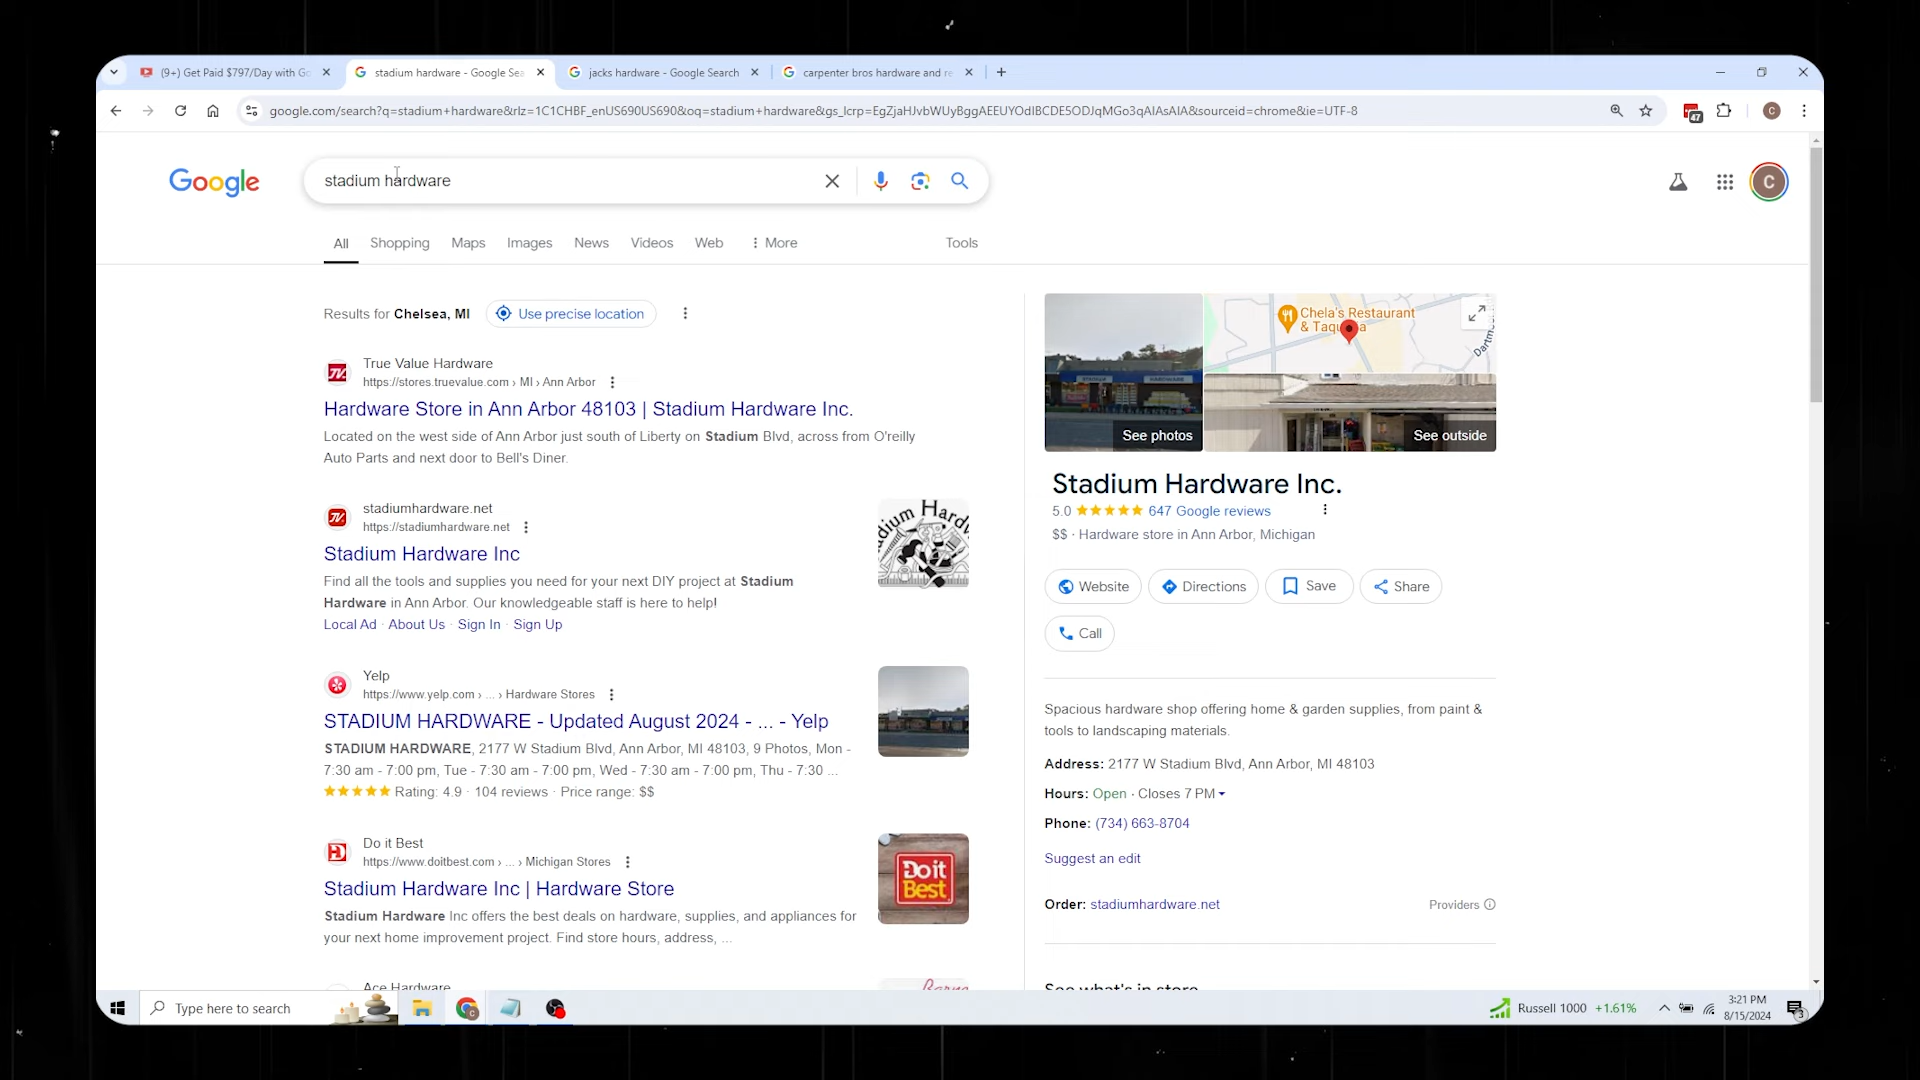 (9+) Get Paid $797/Day with Go
stadium hardware - Google Sea
jacks hardware - Google Search
carpenter bros hardware and re
google.com/search?q=stadium+hardware&rlz=1C1CHBF_enUS690US690&oq=stadium+hardware&gs_lcrp=EgZjaHJvbWUyBggAEEUYOdIBCDE5ODJqMGo3qAIAsAIA&sourceid=chrome&ie=UTF-8
47
C
Google
stadium hardware
C
All
Shopping
Maps
Images
News
Videos
Web
More
Tools
Results for Chelsea, MI
Use precise location
True Value Hardware
https://stores.truevalue.com › MI › Ann Arbor
Hardware Store in Ann Arbor 48103 | Stadium Hardware Inc.
Located on the west side of Ann Arbor just south of Liberty on Stadium Blvd, across from O'reilly
Auto Parts and next door to Bell's Diner.
stadiumhardware.net
https://stadiumhardware.net
Stadium Hardware Inc
Find all the tools and supplies you need for your next DIY project at Stadium
Hardware in Ann Arbor. Our knowledgeable staff is here to help!
Local Ad · About Us · Sign In · Sign Up
Yelp
https://www.yelp.com › ... › Hardware Stores
STADIUM HARDWARE - Updated August 2024 - ... - Yelp
STADIUM HARDWARE, 2177 W Stadium Blvd, Ann Arbor, MI 48103, 9 Photos, Mon -
7:30 am - 7:00 pm, Tue - 7:30 am - 7:00 pm, Wed - 7:30 am - 7:00 pm, Thu - 7:30 ...
Rating: 4.9 · 104 reviews · Price range: $$
Do it Best
https://www.doitbest.com › ... › Michigan Stores
Stadium Hardware Inc | Hardware Store
Stadium Hardware Inc offers the best deals on hardware, supplies, and appliances for
your next home improvement project. Find store hours, address, ...
Do it
Best
Ace Hardware
Chela's Restaurant
& Taqu a
Dartm
See photos
See outside
Stadium Hardware Inc.
5.0
647 Google reviews
$$ · Hardware store in Ann Arbor, Michigan
Website
Directions
Save
Share
Call
Spacious hardware shop offering home & garden supplies, from paint &
tools to landscaping materials.
Address: 2177 W Stadium Blvd, Ann Arbor, MI 48103
Hours: Open · Closes 7 PM
Phone: (734) 663-8704
Suggest an edit
Order: stadiumhardware.net
Providers
See what's in store
Type here to search
Russell 1000 +1.61%
3:21 PM
8/15/2024
3